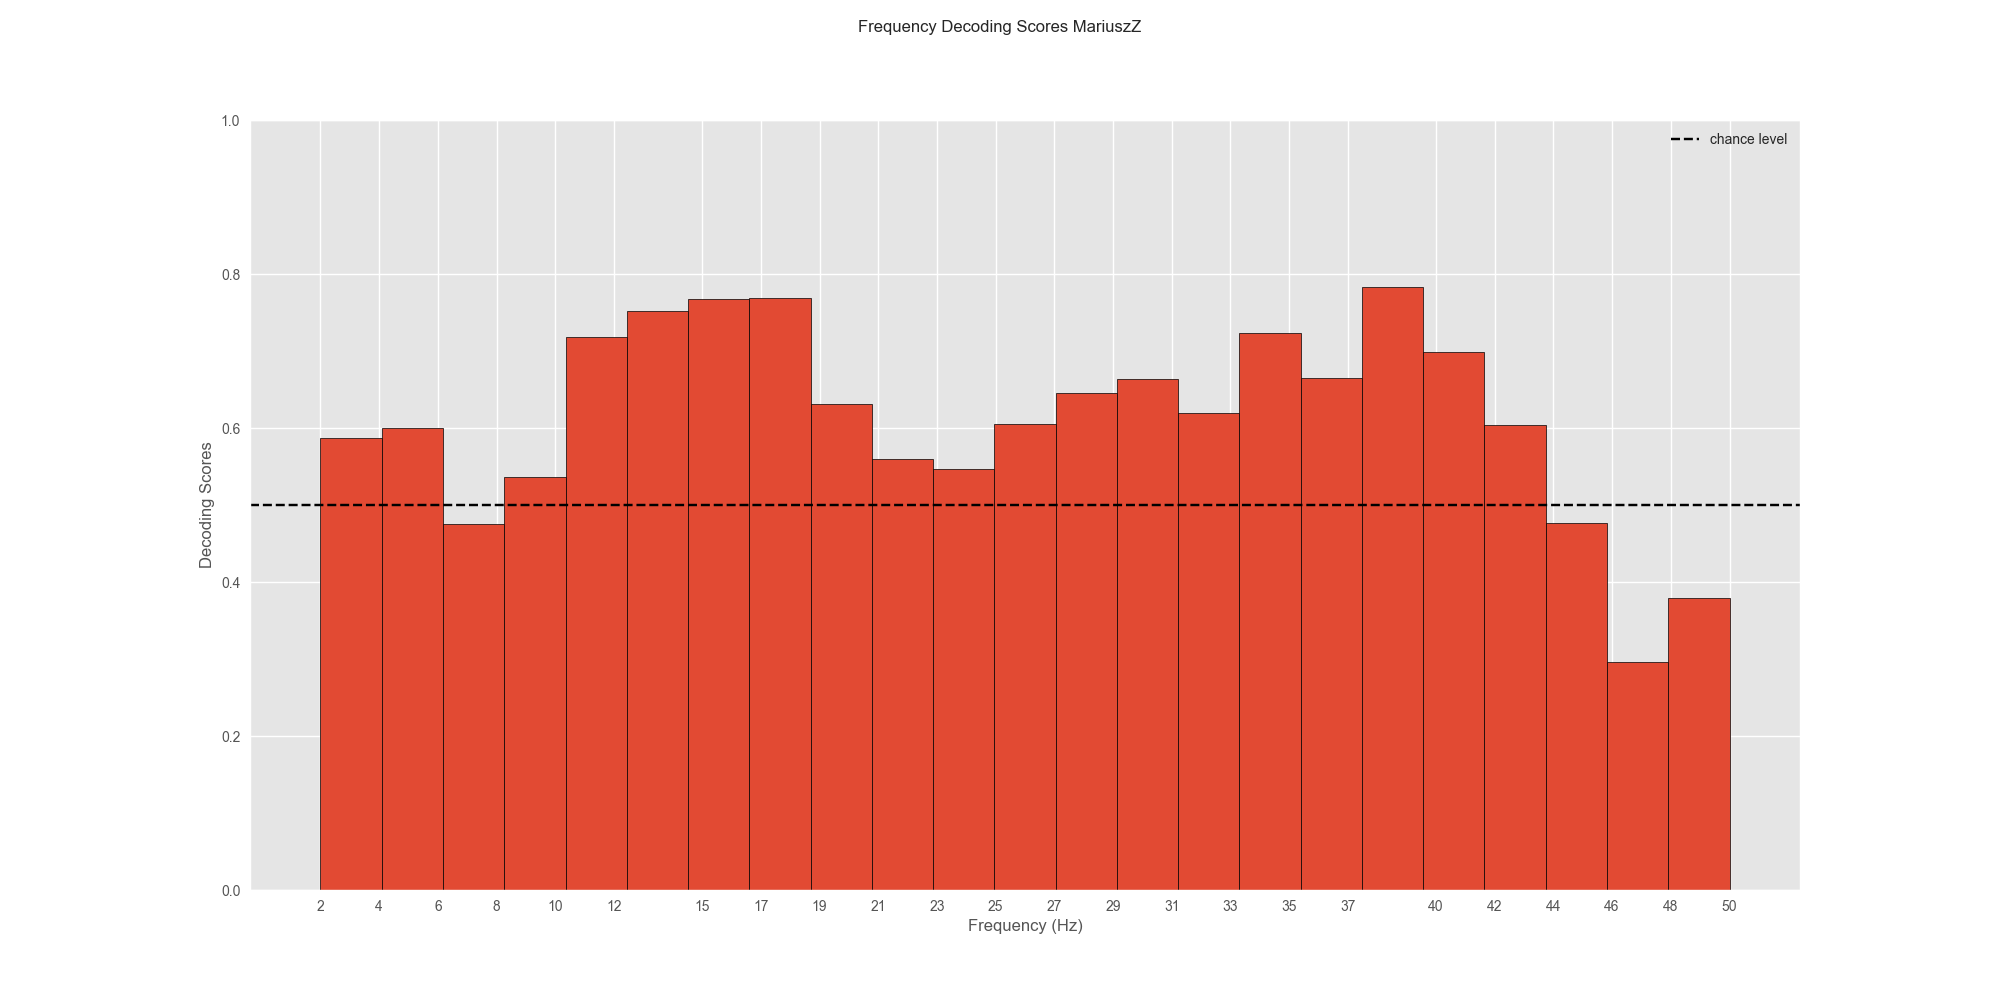 Frequency Decoding Scores MariuszZ
chance level
1.0
0.8
0.6
0.4
0.2
0.0
Decoding Scores
2 4 6 8 10 12 15 17 19 21 23 25 27 29 31 33 35 37 40 42 44 46 48 50
Frequency (Hz)